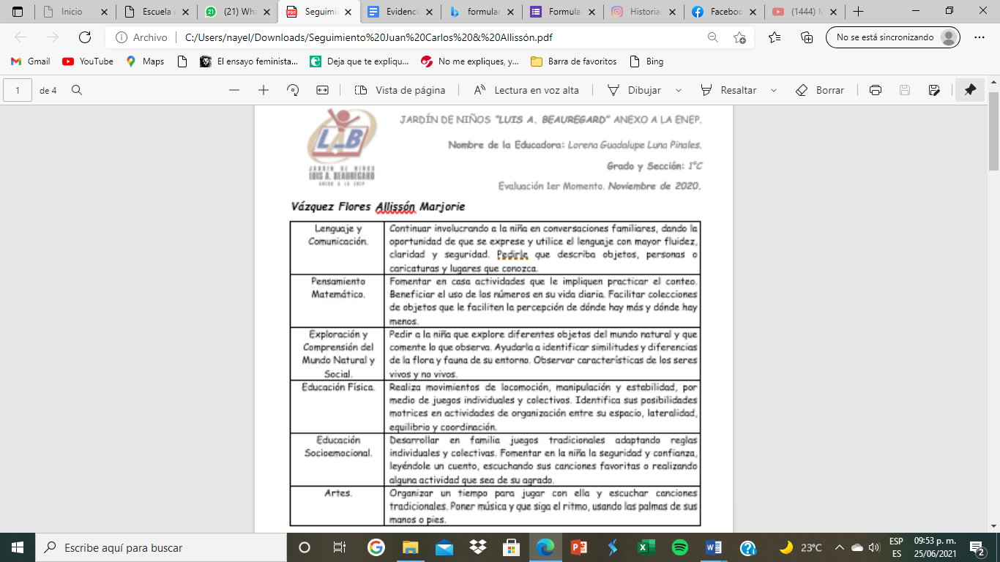 Inicio
Escuela
(21) Wha
Seguimi
Evidenci
formular
Formula
Historias
Faceboo
(1444) M
Archivo
C:/Users/nayel/Downloads/Seguimiento%20Juan%20Carlos%20&%20Allissón.pdf
No se está sincronizando
Gmail
YouTube
Maps
El ensayo feminista...
Deja que te expliqu...
No me expliques, y...
Barra de favoritos
Bing
1 de 4
Vista de página
Lectura en voz alta
Dibujar
Resaltar
Borrar
LAB
JARDÍN DE NIÑOS
LUIS A. BEAUREGARD
ANEXO A LA ENEP
JARDÍN DE NIÑOS "LUIS A. BEAUREGARD" ANEXO A LA ENEP.
Nombre de la Educadora: Lorena Guadalupe Luna Pinales.
Grado y Sección: 1°C
Evaluación 1er Momento. Noviembre de 2020.
Vázquez Flores Allissón Marjorie
Lenguaje y
Comunicación.
Continuar involucrando a la niña en conversaciones familiares, dando la
oportunidad de que se exprese y utilice el lenguaje con mayor fluidez,
claridad y seguridad. Pedirle que describa objetos, personas o
caricaturas y lugares que conozca.
Pensamiento
Matemático.
Fomentar en casa actividades que le impliquen practicar el conteo.
Beneficiar el uso de los números en su vida diaria. Facilitar colecciones
de objetos que le faciliten la percepción de dónde hay más y dónde hay
menos.
Exploración y
Comprensión del
Mundo Natural y
Social.
Pedir a la niña que explore diferentes objetos del mundo natural y que
comente lo que observa. Ayudarla a identificar similitudes y diferencias
de la flora y fauna de su entorno. Observar características de los seres
vivos y no vivos.
Educación Física.
Realiza movimientos de locomoción, manipulación y estabilidad, por
medio de juegos individuales y colectivos. Identifica sus posibilidades
motrices en actividades de organización entre su espacio, lateralidad,
equilibrio y coordinación.
Educación
Socioemocional.
Desarrollar en familia juegos tradicionales adaptando reglas
individuales y colectivas. Fomentar en la niña la seguridad y confianza,
leyéndole un cuento, escuchando sus canciones favoritas o realizando
alguna actividad que sea de su agrado.
Artes.
Organizar un tiempo para jugar con ella y escuchar canciones
tradicionales. Poner música y que siga el ritmo, usando las palmas de sus
manos o pies.
Escribe aquí para buscar
23°C
ESP
ES
09:53 p. m.
25/06/2021
2